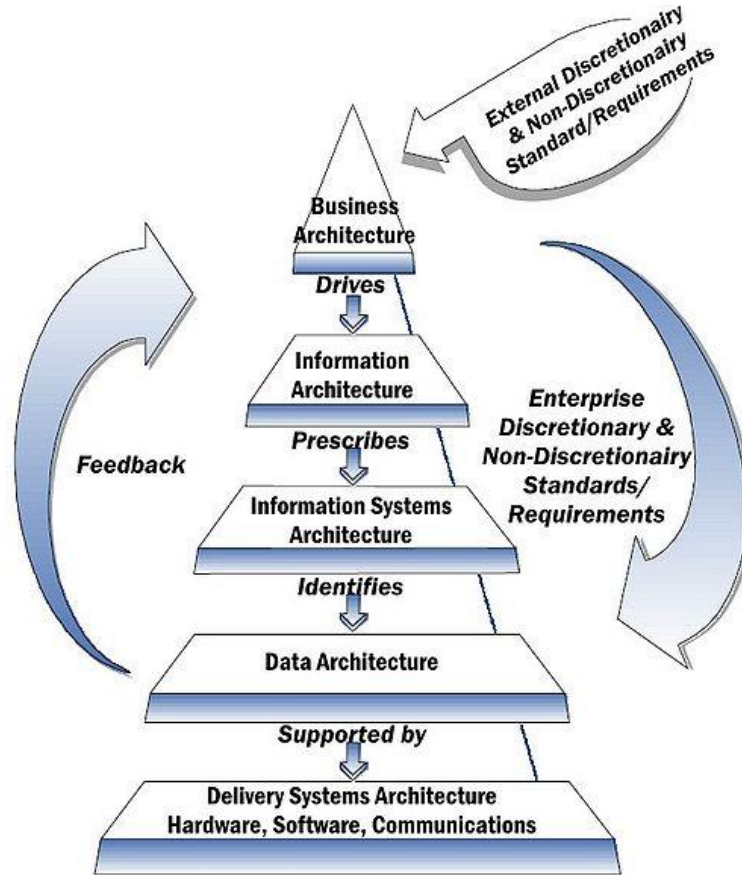 External Discretionairy
& Non-Discretionairy
Standard/Requirements
Business
Architecture
Drives
Information
Architecture
Prescribes
Feedback
Enterprise
Discretionary &
Non-Discretionairy
Standards/
Requirements
Information Systems
Architecture
Identifies
Data Architecture
Supported by
Delivery Systems Architecture
Hardware, Software, Communications